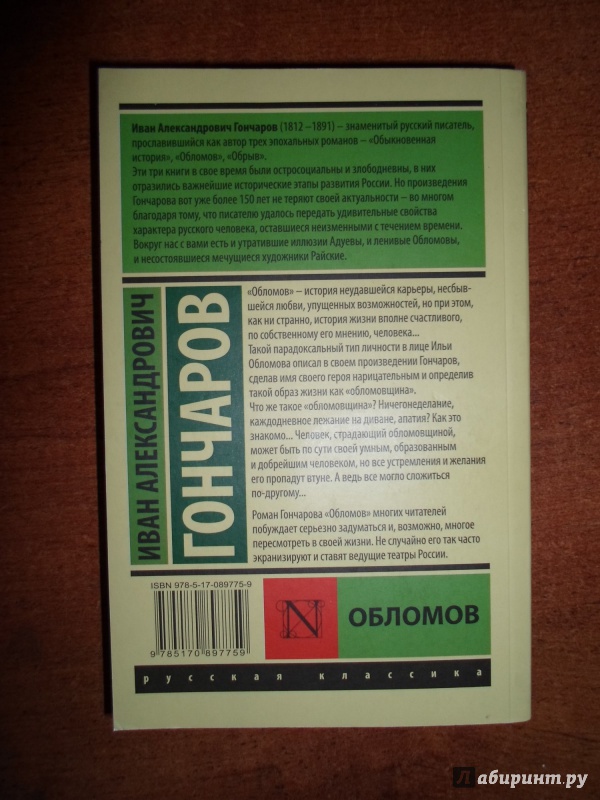 Иван Александрович Гончаров (1812 –1891) – знаменитый русский писатель,
прославившийся как автор трех эпохальных романов – «Обыкновенная
история», «Обломов», «Обрыв».
Эти три книги в свое время были остросоциальны и злободневны, в них
отразились важнейшие исторические этапы развития России. Но произведения
Гончарова вот уже более 150 лет не теряют своей актуальности – во многом
благодаря тому, что писателю удалось передать удивительные свойства
характера русского человека, оставшиеся неизменными с течением времени.
Вокруг нас с вами есть и утратившие иллюзии Адуевы, и ленивые Обломовы,
и несостоявшиеся мечущиеся художники Райские.
ИВАН АЛЕКСАНДРОВИЧ
ГОНЧАРОВ
«Обломов» – история неудавшейся карьеры, несбыв-
шейся любви, упущенных возможностей, но при этом,
как ни странно, история жизни вполне счастливого,
по собственному его мнению, человека...
Такой парадоксальный тип личности в лице Ильи
Обломова описал в своем произведении Гончаров,
сделав имя своего героя нарицательным и определив
такой образ жизни как «обломовщина».
Что же такое «обломовщина»? Ничегонеделание,
каждодневное лежание на диване, апатия? Как это
знакомо... Человек, страдающий обломовщиной,
может быть по сути своей умным, образованным
и добрейшим человеком, но все устремления и желания
его пропадут втуне. А ведь все могло сложиться
по-другому...
Роман Гончарова «Обломов» многих читателей
побуждает серьезно задуматься и, возможно, многое
пересмотреть в своей жизни. Не случайно его так часто
экранизируют и ставят ведущие театры России.
ISBN 978-5-17-089775-9
9 785170 897759
N
ОБЛОМОВ
русская классика
лабиринт.ру